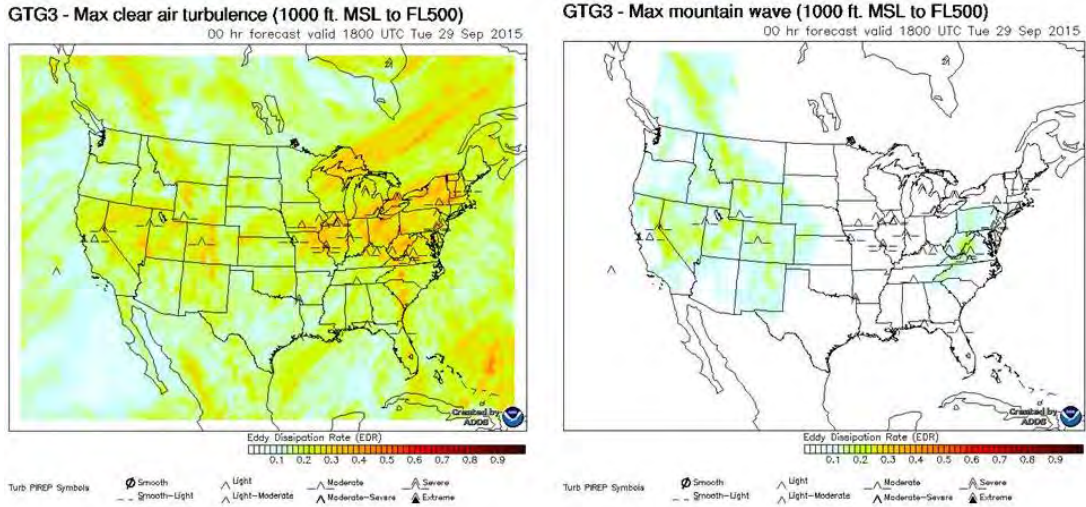 GTG3 - Max clear air turbulence (1000 ft. MSL to FL500)
00 hr forecast valid 1800 UTC Tue 29 Sep 2015
Created by
ADDS
Eddy Dissipation Rate (EDR)
0.1 0.2 0.3 0.4 0.5 0.6 0.7 0.8 0.9
Turb PIREP Symbols
Smooth Light Moderate Severe
Smooth-Light Light-Moderate Moderate-Severe Extreme
GTG3 - Max mountain wave (1000 ft. MSL to FL500)
00 hr forecast valid 1800 UTC Tue 29 Sep 2015
Created by
ADDS
Eddy Dissipation Rate (EDR)
0.1 0.2 0.3 0.4 0.5 0.6 0.7 0.8 0.9
Turb PIREP Symbols
Smooth Light Moderate Severe
Smooth-Light Light-Moderate Moderate-Severe Extreme